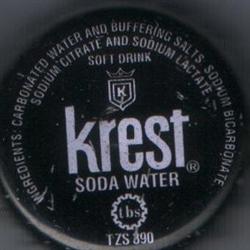 INGREDIENTS: CARBONATED WATER AND BUFFERING SALTS. SODIUM BICARBONATE
SODIUM CITRATE AND SODIUM LACTATE
SOFT DRINK
K
krest®
SODA WATER
tbs
TZS 390